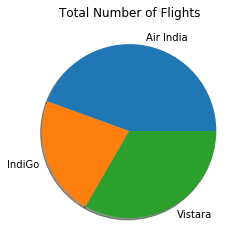 Total Number of Flights
Air India
IndiGo
Vistara